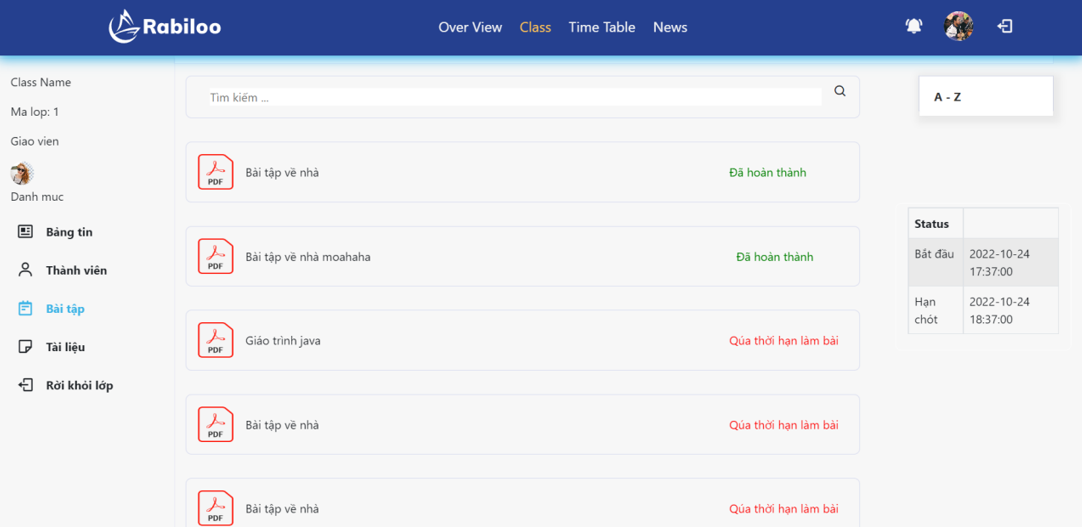 Rabiloo
Over View Class Time Table News
Class Name
Ma lop: 1
Giao vien
Danh muc
Bảng tin
Thành viên
Bài tập
Tài liệu
Rời khỏi lớp
Tìm kiếm ...
PDF Bài tập về nhà Đã hoàn thành
PDF Bài tập về nhà moahaha Đã hoàn thành
PDF Giáo trình java Qúa thời hạn làm bài
PDF Bài tập về nhà Qúa thời hạn làm bài
PDF Bài tập về nhà Qúa thời hạn làm bài
A - Z
Status
Bắt đầu 2022-10-24
17:37:00
Hạn 2022-10-24
chót 18:37:00